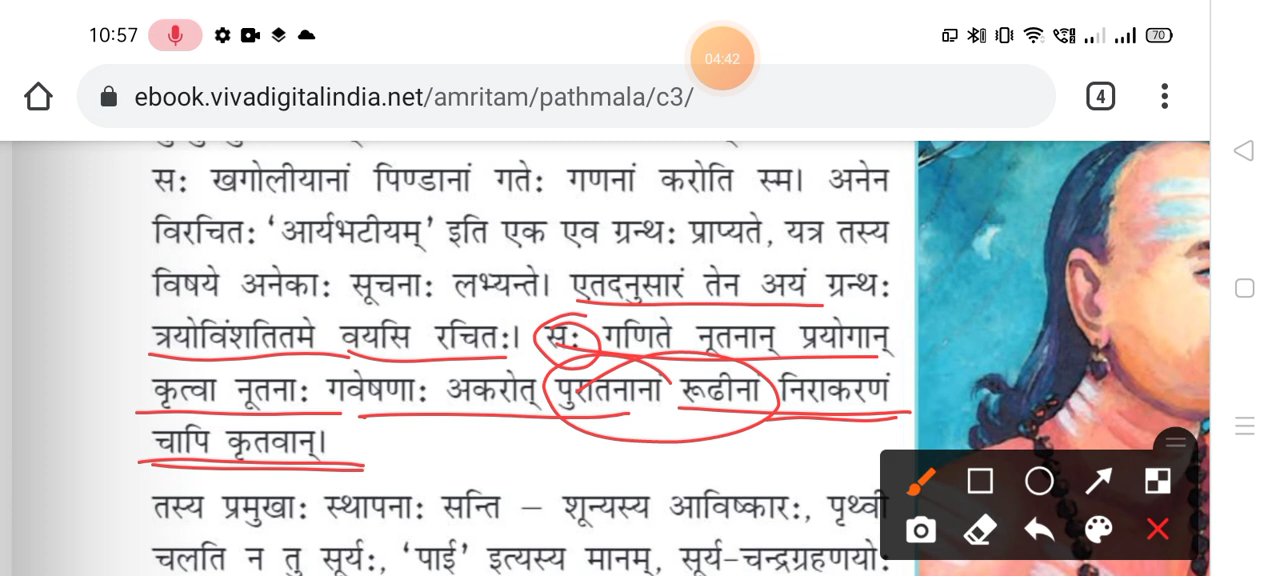 10:57
04:42
70
ebook.vivadigitalindia.net/amritam/pathmala/c3/
4
सः खगोलीयानां पिण्डानां गतेः गणनां करोति स्म। अनेन
विरचितः ‘आर्यभटीयम्’ इति एक एव ग्रन्थः प्राप्यते, यत्र तस्य
विषये अनेकाः सूचनाः लभ्यन्ते। एतदनुसारं तेन अयं ग्रन्थः
त्रयोविंशतितमे वयसि रचितः। सः गणिते नूतनान् प्रयोगान्
कृत्वा नूतनाः गवेषणाः अकरोत् पुरातनानां रूढीनां निराकरणं
चापि कृतवान्।
तस्य प्रमुखाः स्थापनाः सन्ति – शून्यस्य आविष्कारः, पृथ्वी
चलति न तु सूर्यः, ‘पाई’ इत्यस्य मानम्, सूर्य-चन्द्रग्रहणयोः